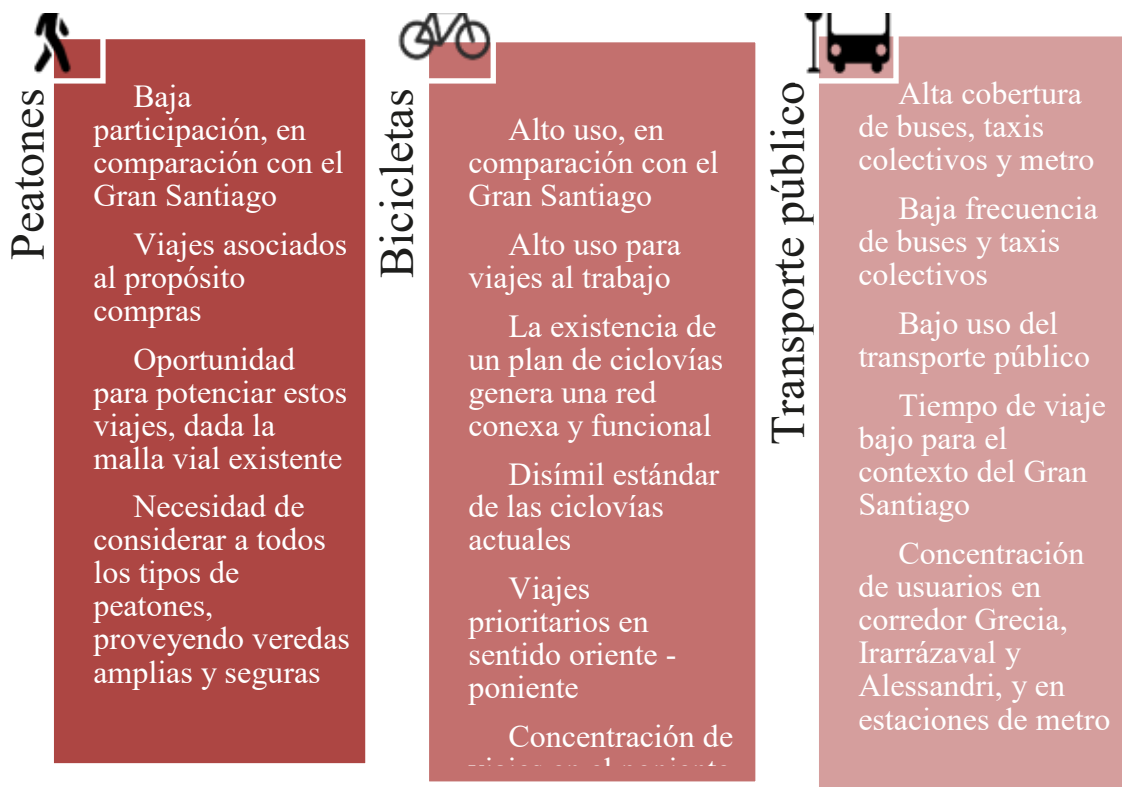 Peatones
Baja
participación, en
comparación con el
Gran Santiago
Viajes asociados
al propósito
compras
Oportunidad
para potenciar estos
viajes, dada la
malla vial existente
Necesidad de
considerar a todos
los tipos de
peatones,
proveyendo veredas
amplias y seguras
Bicicletas
Alto uso, en
comparación con el
Gran Santiago
Alto uso para
viajes al trabajo
La existencia de
un plan de ciclovías
genera una red
conexa y funcional
Disímil estándar
de las ciclovías
actuales
Viajes
prioritarios en
sentido oriente -
poniente
Concentración de
Transporte público
Alta cobertura
de buses, taxis
colectivos y metro
Baja frecuencia
de buses y taxis
colectivos
Bajo uso del
transporte público
Tiempo de viaje
bajo para el
contexto del Gran
Santiago
Concentración
de usuarios en
corredor Grecia,
Irarrázaval y
Alessandri, y en
estaciones de metro